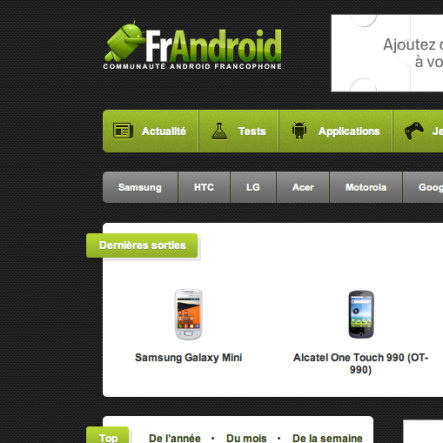 FrAndroid
COMMUNAUTÉ ANDROID FRANCOPHONE
Ajoutez
à vo
Actualité Tests Applications Je
Samsung HTC LG Acer Motorola Goog
Dernières sorties
Samsung Galaxy Mini
Alcatel One Touch 990 (OT-
990)
Top De l'année • Du mois • De la semaine